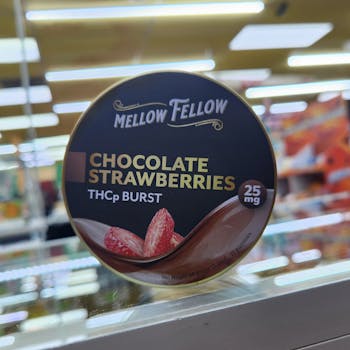 MELLOW FELLOW
CHOCOLATE
STRAWBERRIES
THCp BURST
25
mg